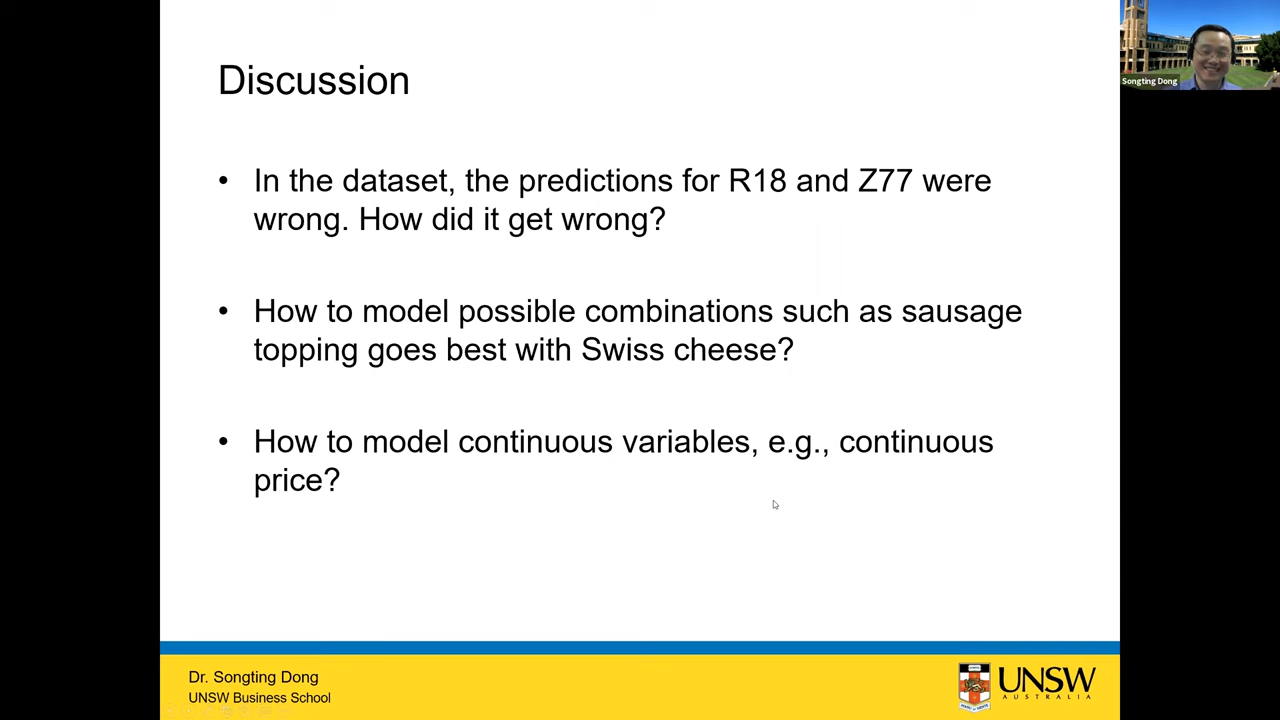 Discussion
• In the dataset, the predictions for R18 and Z77 were
wrong. How did it get wrong?
• How to model possible combinations such as sausage
topping goes best with Swiss cheese?
• How to model continuous variables, e.g., continuous
price?
Dr. Songting Dong
UNSW Business School
UNSW
AUSTRALIA
Songting Dong